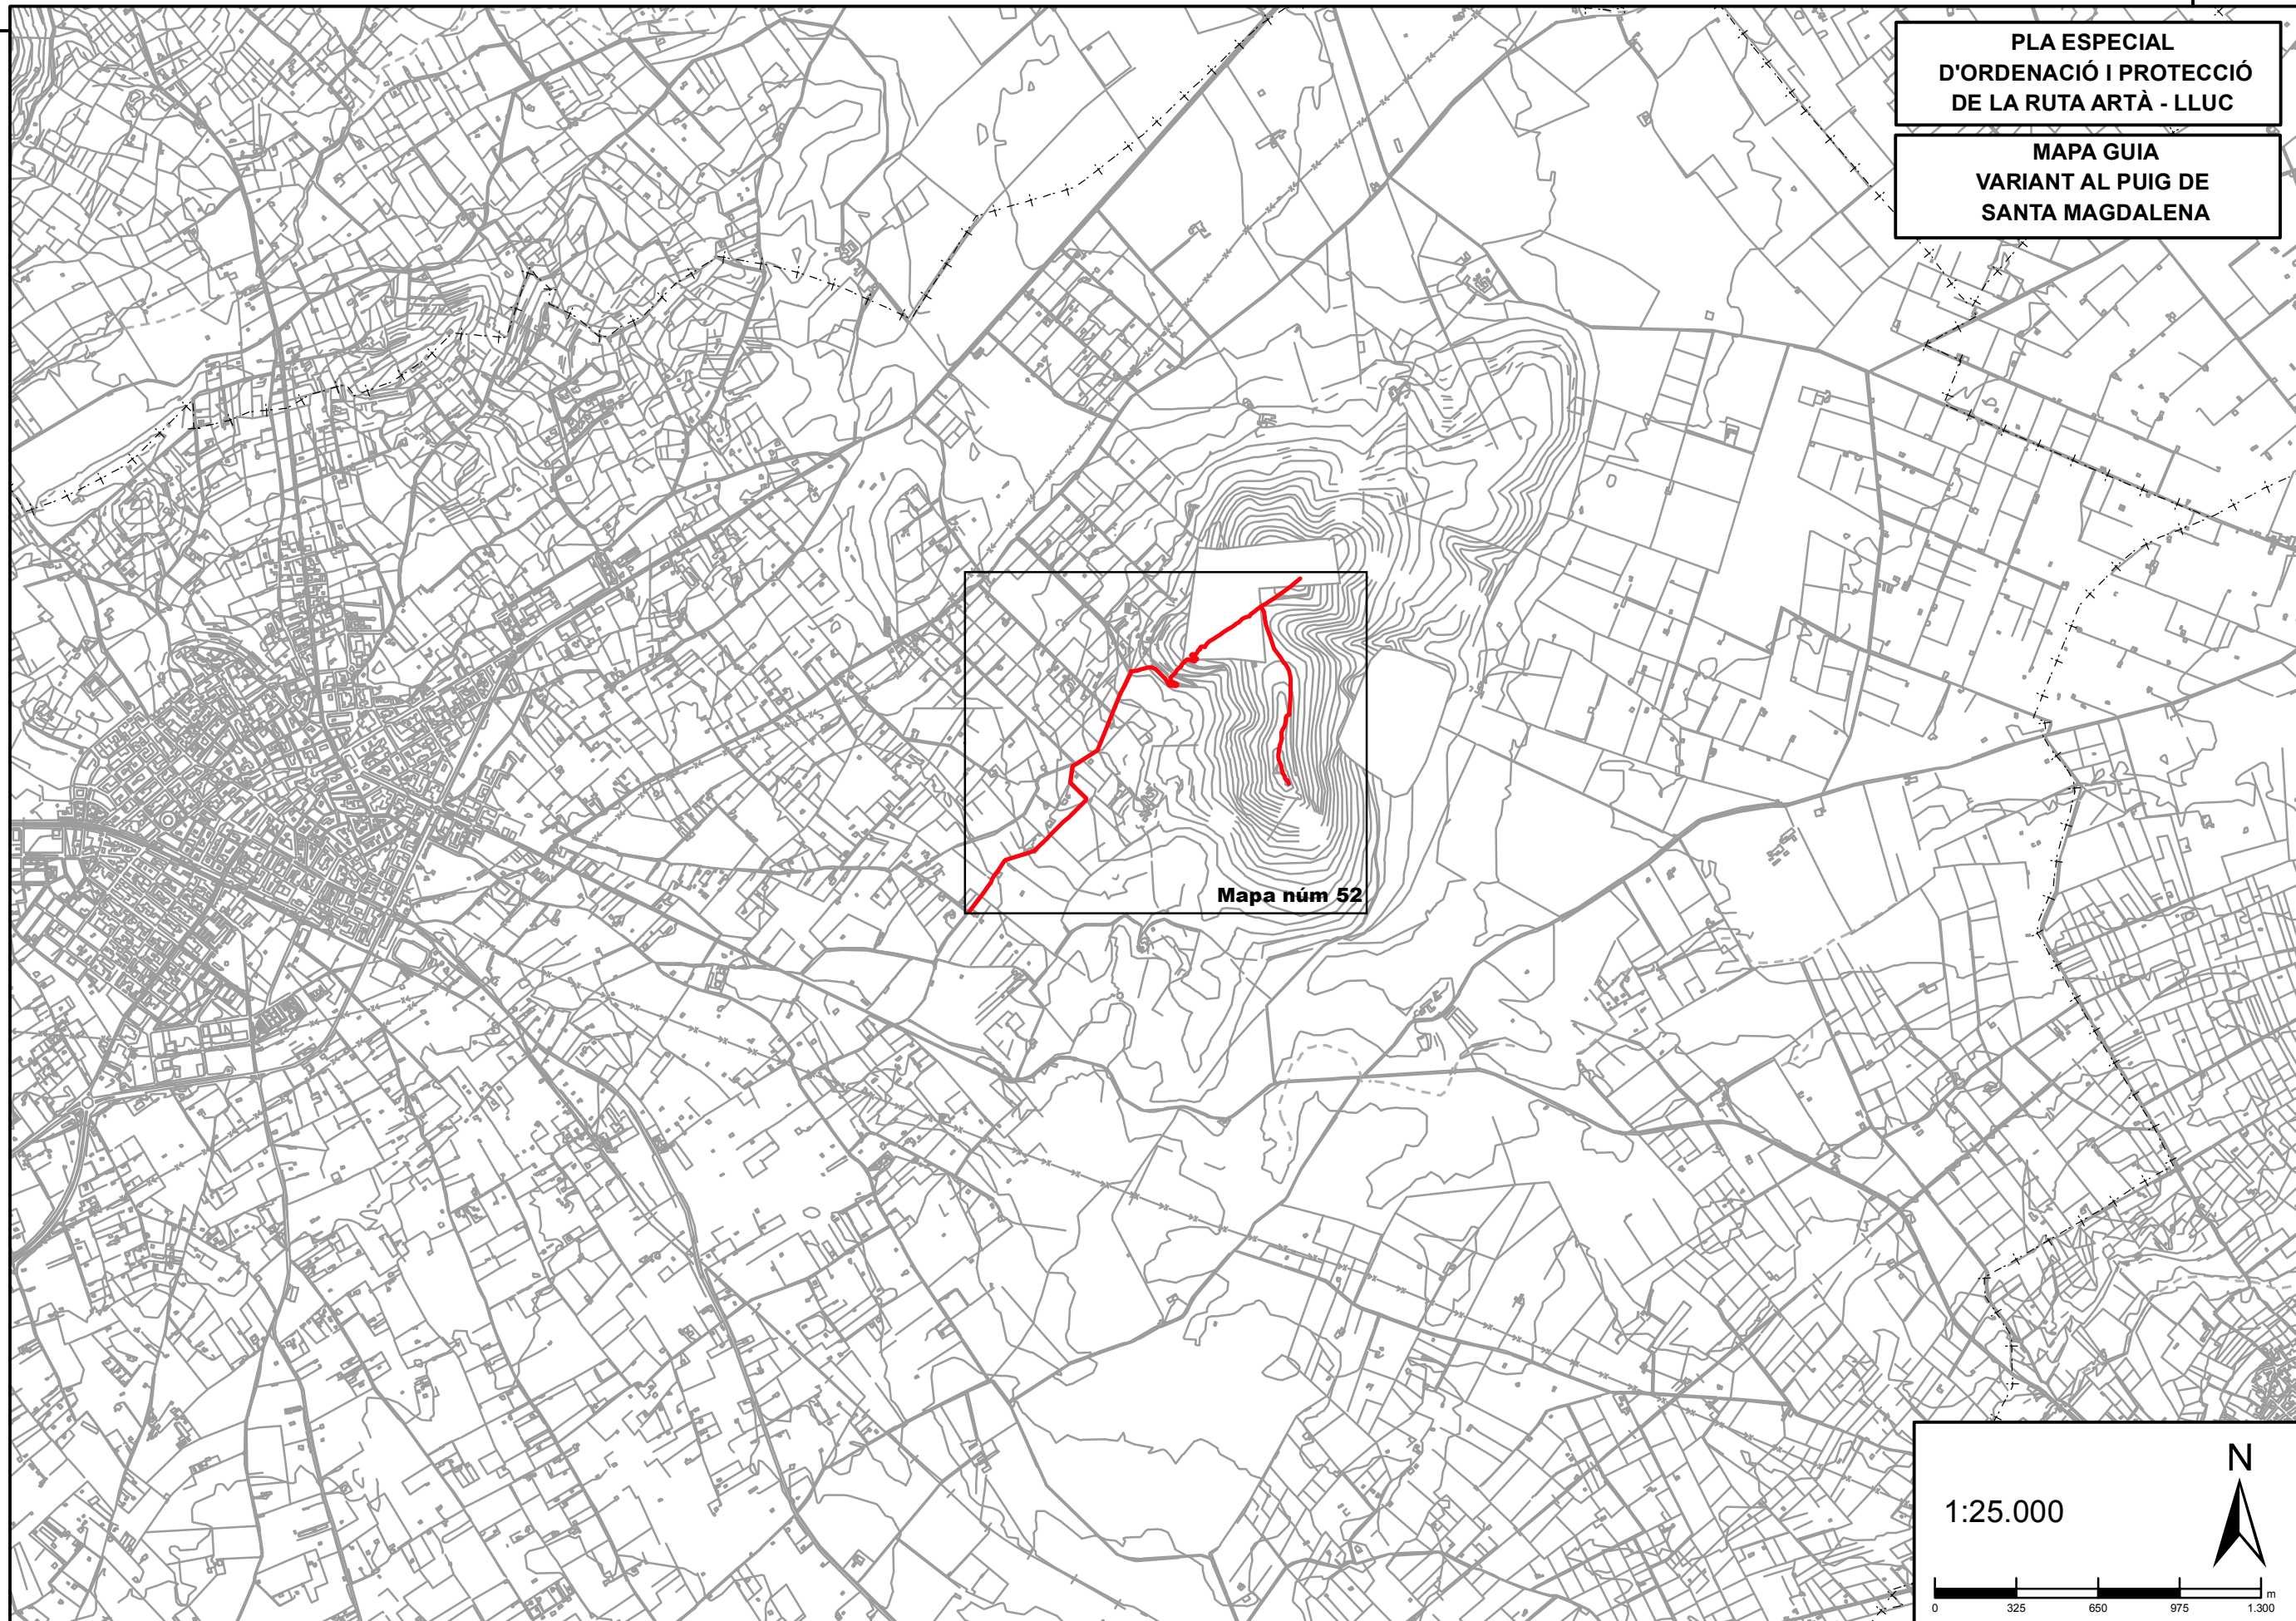 PLA ESPECIAL
D'ORDENACIÓ I PROTECCIÓ
DE LA RUTA ARTÀ - LLUC
MAPA GUIA
VARIANT AL PUIG DE
SANTA MAGDALENA
Mapa núm 52
N
1:25.000
m
0 325 650 975 1.300